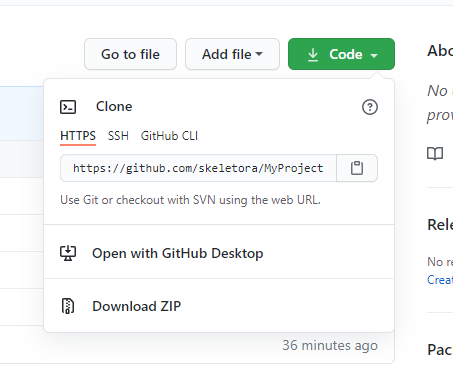 Go to file Add file Code
Abo
No
prov
Clone
HTTPS SSH GitHub CLI
https://github.com/skeletora/MyProject
Use Git or checkout with SVN using the web URL.
Rele
Open with GitHub Desktop
No re
Creat
Download ZIP
36 minutes ago
Pac